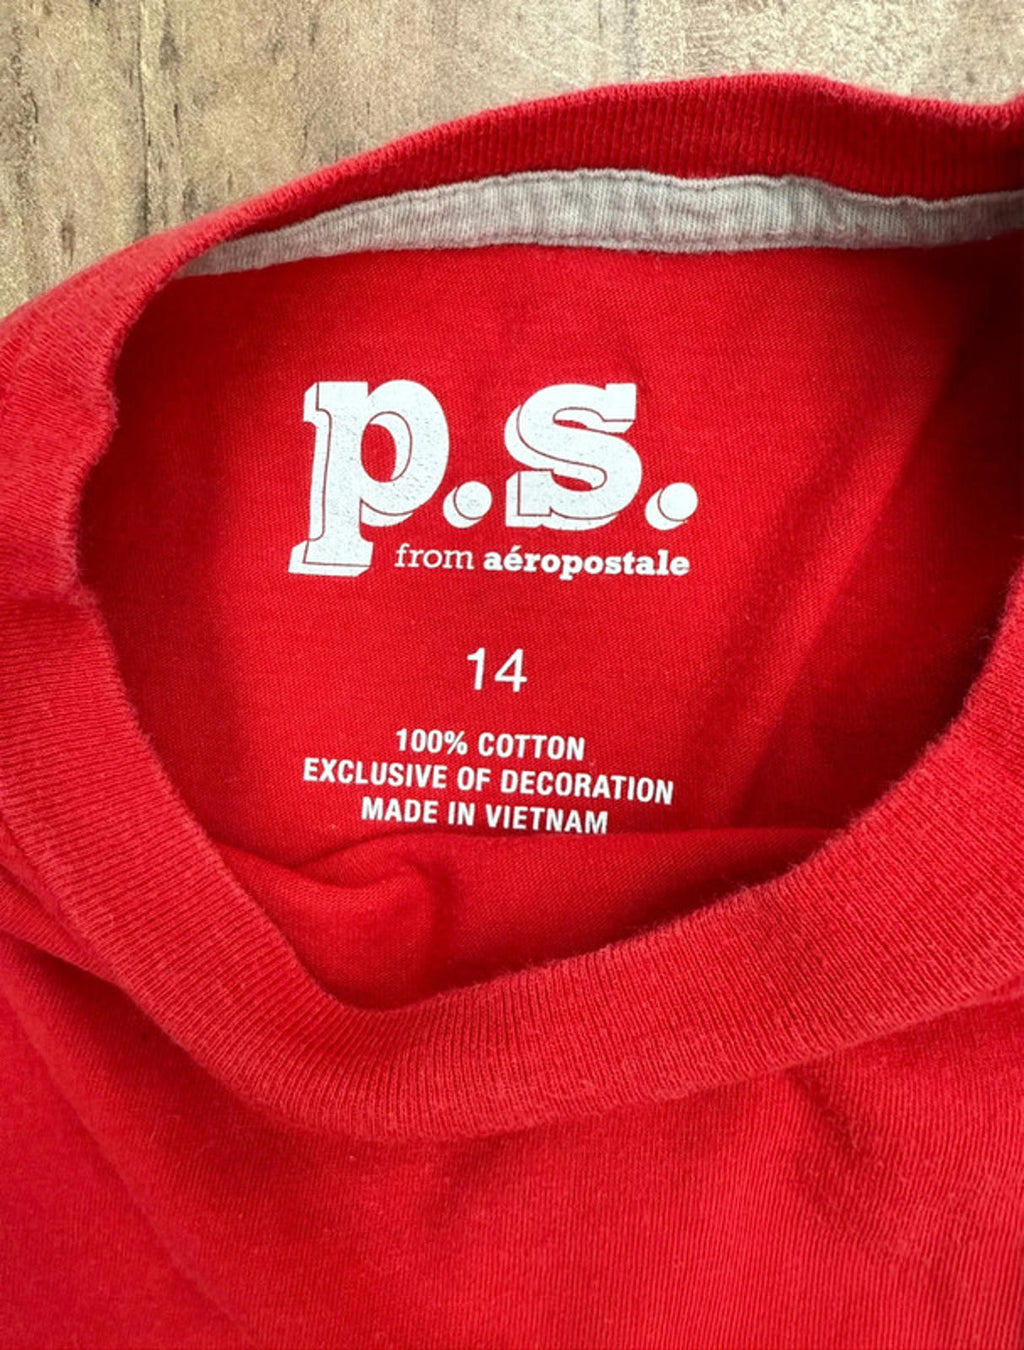 p.s.
from aéropostale
14
100% COTTON
EXCLUSIVE OF DECORATION
MADE IN VIETNAM